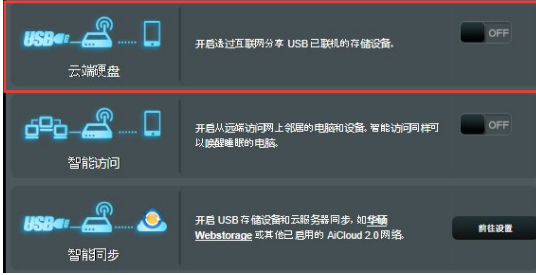 USB
开启透过互联网分享 USB 已联机的存储设备。
OFF
云端硬盘
开启从远端访问网上邻居的电脑和设备。智能访问同样可
以唤醒睡眠的电脑。
OFF
智能访问
USB
开启 USB 存储设备和云服务器同步，如华硕
Webstorage 或其他已启用的 AiCloud 2.0 网络。
前往设置
智能同步